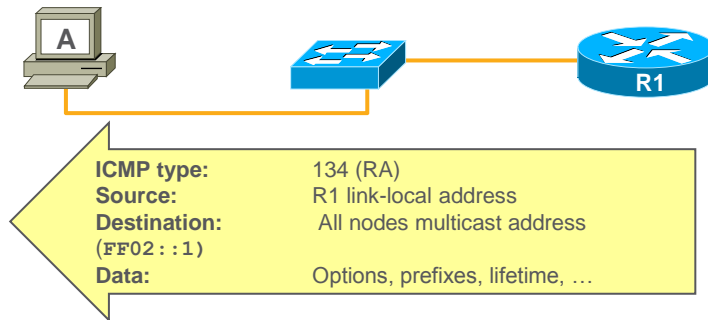 A
R1
ICMP type: 134 (RA)
Source: R1 link-local address
Destination: All nodes multicast address
(FF02::1)
Data: Options, prefixes, lifetime, …